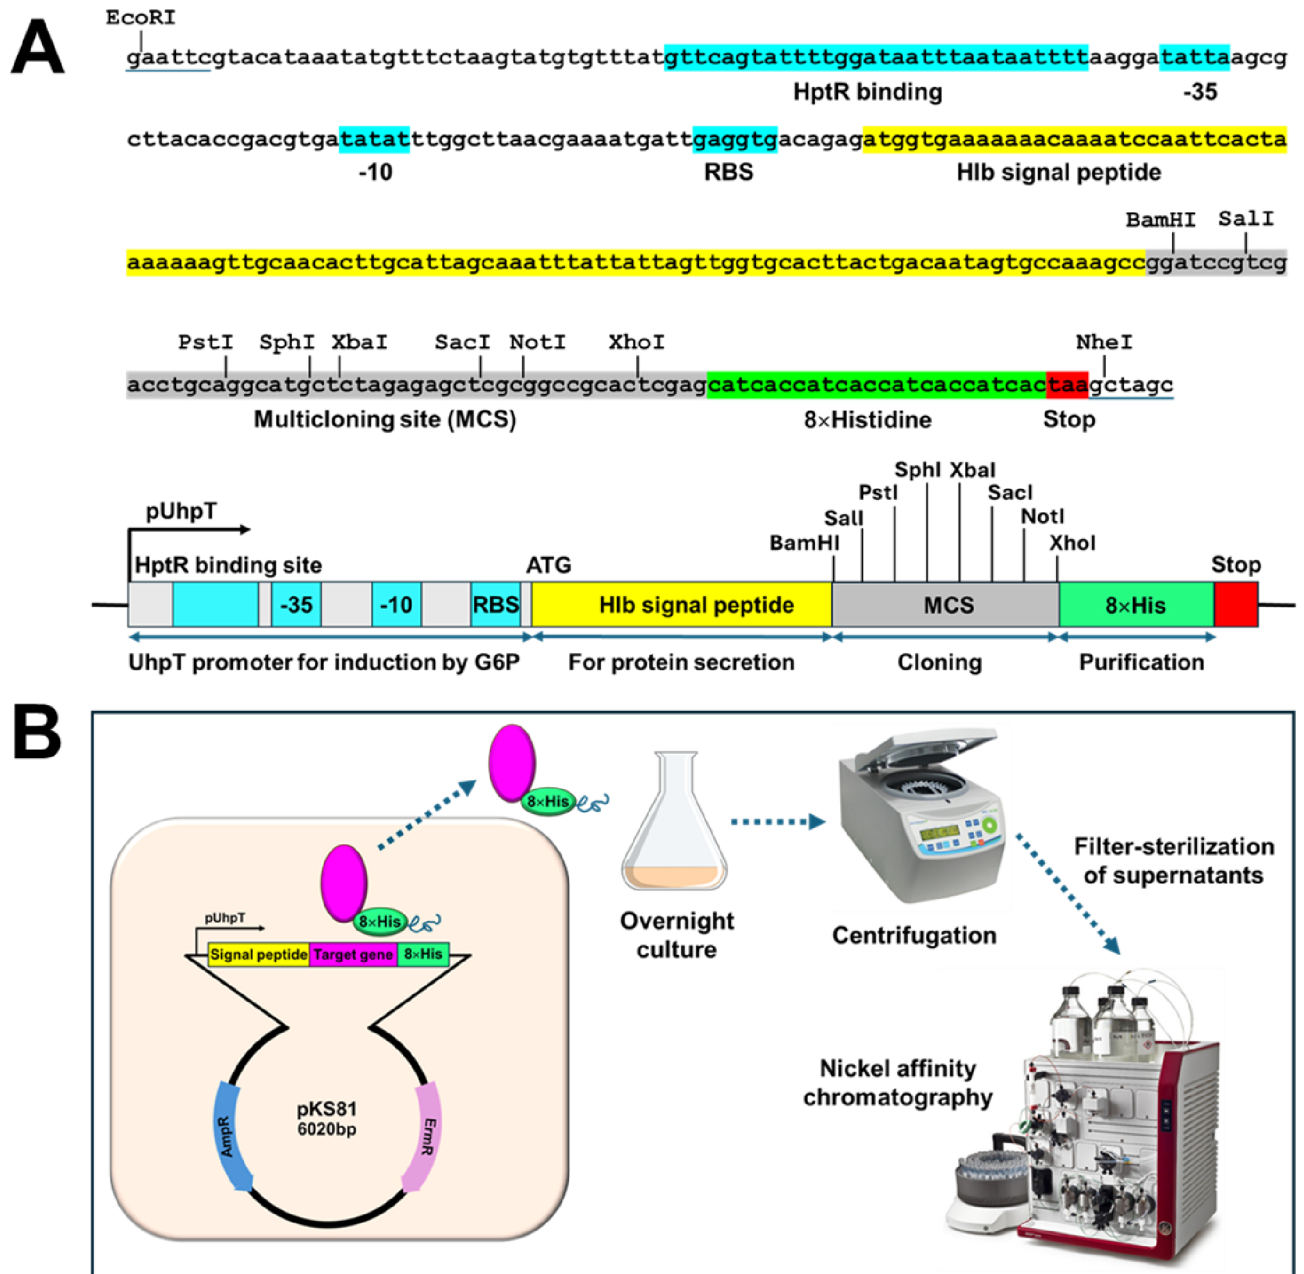 A
EcoRI
gaattcgtacataaatatgtttctaagtatgtgtttatgttcagtattttggataatttaataattttaaggatattaagcg
HptR binding -35
cttacaccgacgtgatatatttggcttaacgaaaatgattgaggtgacagagatggtgaaaaaaacaaaatccaattcacta
-10 RBS Hlb signal peptide
BamHI SalI
aaaaaagttgcaacacttgcattagcaaatttattattagttggtgcacttactgacaatagtgccaaagccggatccgtcg
PstI SphI XbaI SacI NotI XhoI NheI
acctgcaggcatgctctagagagctcgcggccgcactcgagcatcaccatcaccatcaccatcactaagctagc
Multicloning site (MCS) 8×Histidine Stop
pUhpT
HptR binding site
ATG
BamHI SalI PstI SphI XbaI SacI NotI XhoI
Stop
-35 -10 RBS Hlb signal peptide MCS 8×His
UhpT promoter for induction by G6P For protein secretion Cloning Purification
B
8×His
8×His
pUhpT
Signal peptide Target gene 8×His
pKS81
6020bp
AmpR
ErmR
Overnight
culture
Centrifugation
Filter-sterilization
of supernatants
Nickel affinity
chromatography